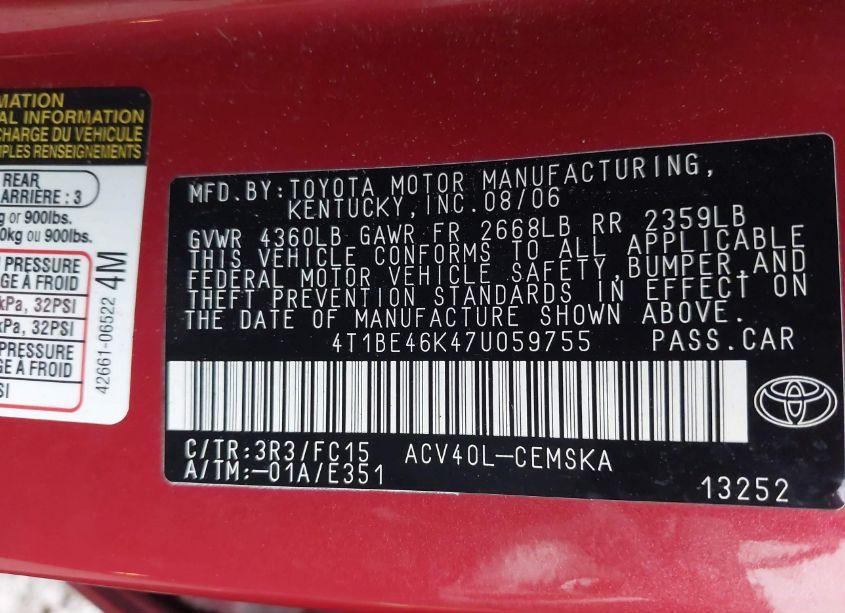 MATION
AL INFORMATION
CHARGE DU VÉHICULE
MPLES RENSEIGNEMENTS
REAR
ARRIÈRE : 3
g or 900lbs.
0kg ou 900lbs.
PRESSURE
GE À FROID
kPa, 32PSI
kPa, 32PSI
PRESSURE
GE À FROID
SI
42661-06522 4M
MFD.BY:TOYOTA MOTOR MANUFACTURING,
KENTUCKY,INC.08/06
GVWR 4360LB GAWR FR 2668LB RR 2359LB
THIS VEHICLE CONFORMS TO ALL APPLICABLE
FEDERAL MOTOR VEHICLE SAFETY,BUMPER,AND
THEFT PREVENTION STANDARDS IN EFFECT ON
THE DATE OF MANUFACTURE SHOWN ABOVE.
4T1BE46K47U059755 PASS.CAR
C/TR:3R3/FC15 ACV40L-CEMSKA
A/TM:-01A/E351
13252